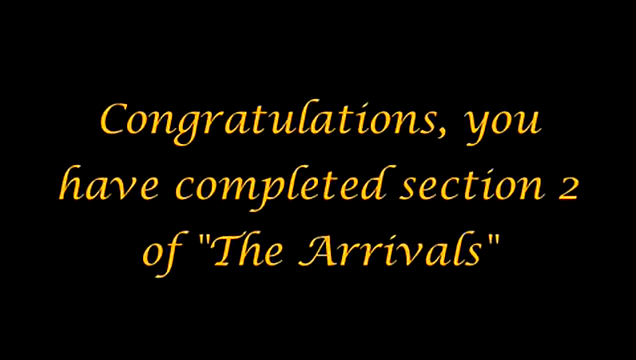 Congratulations, you
have completed section 2
of "The Arrivals"